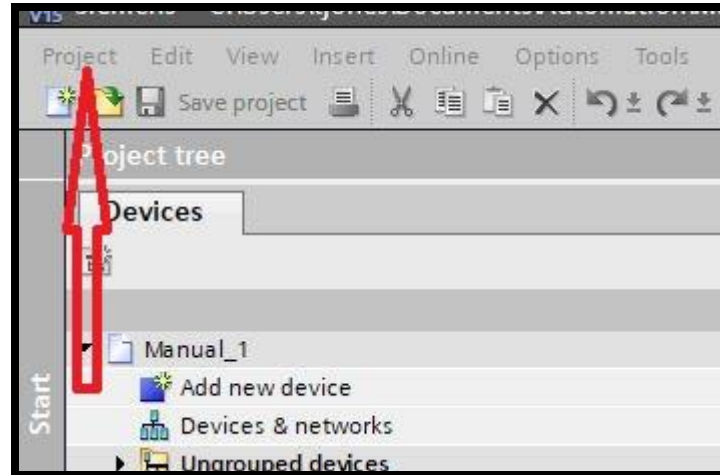 V15
Project Edit View Insert Online Options Tools
Save project
Project tree
Devices
Manual_1
Add new device
Devices & networks
Ungrouped devices
Start